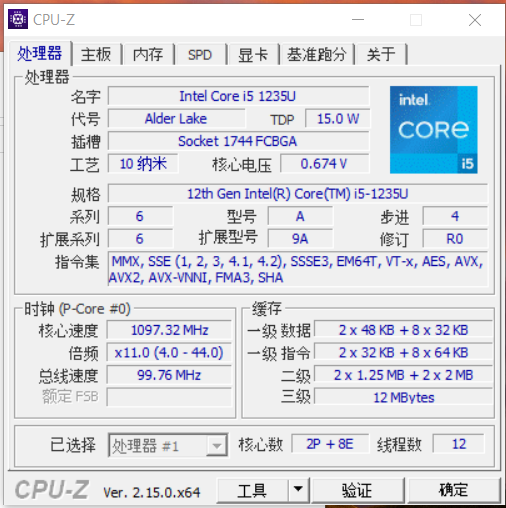 CPU-Z
处理器 主板 内存 SPD 显卡 基准跑分 关于
处理器
名字 Intel Core i5 1235U
代号 Alder Lake TDP 15.0 W
插槽 Socket 1744 FCBGA
工艺 10 纳米 核心电压 0.674 V
intel
CORE
i5
规格 12th Gen Intel(R) Core(TM) i5-1235U
系列 6 型号 A 步进 4
扩展系列 6 扩展型号 9A 修订 R0
指令集 MMX, SSE (1, 2, 3, 4.1, 4.2), SSSE3, EM64T, VT-x, AES, AVX,
AVX2, AVX-VNNI, FMA3, SHA
时钟 (P-Core #0)
核心速度 1097.32 MHz
倍频 x11.0 (4.0 - 44.0)
总线速度 99.76 MHz
额定 FSB
缓存
一级 数据 2 x 48 KB + 8 x 32 KB
一级 指令 2 x 32 KB + 8 x 64 KB
二级 2 x 1.25 MB + 2 x 2 MB
三级 12 MBytes
已选择 处理器 #1 核心数 2P + 8E 线程数 12
CPU-Z Ver. 2.15.0.x64 工具 验证 确定